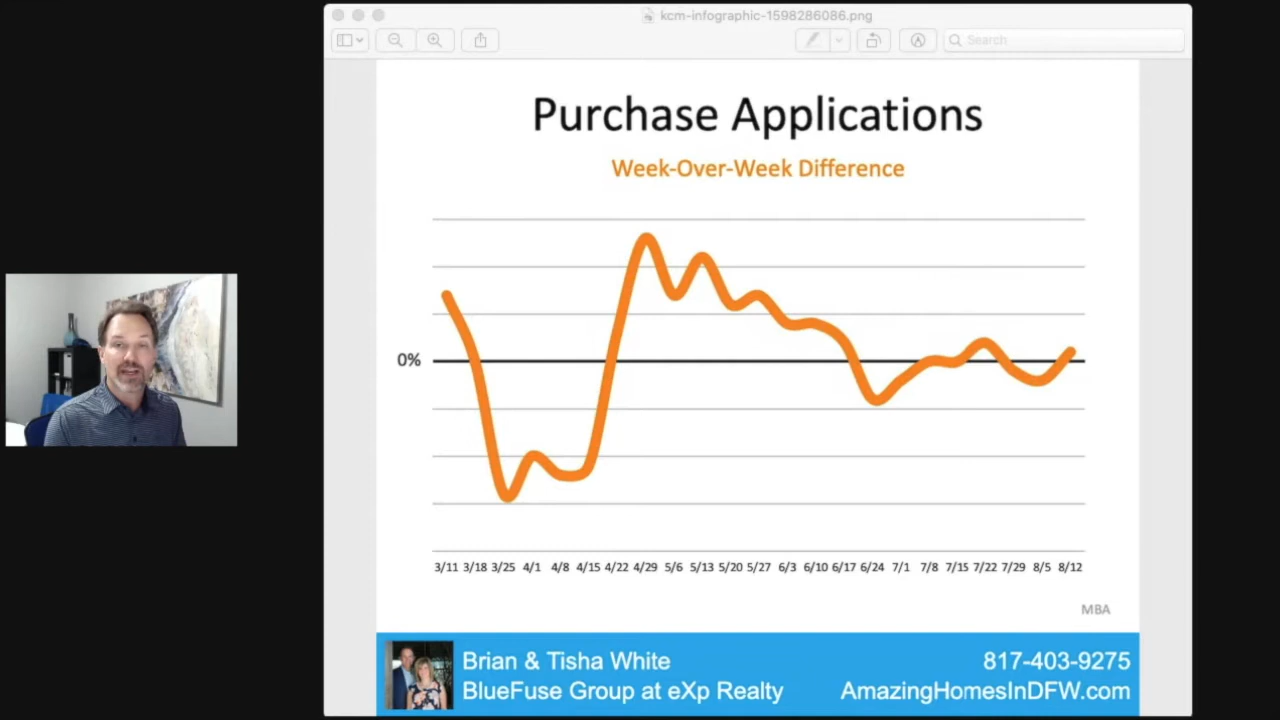 kcm-infographic-1598286086.png
Search
Purchase Applications
Week-Over-Week Difference
0%
3/11 3/18 3/25 4/1 4/8 4/15 4/22 4/29 5/6 5/13 5/20 5/27 6/3 6/10 6/17 6/24 7/1 7/8 7/15 7/22 7/29 8/5 8/12
MBA
Brian & Tisha White
817-403-9275
BlueFuse Group at eXp Realty
AmazingHomesInDFW.com